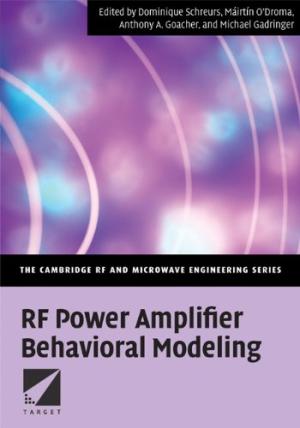 Edited by Dominique Schreurs, Máirtín O'Droma,
Anthony A. Goacher, and Michael Gadringer
THE CAMBRIDGE RF AND MICROWAVE ENGINEERING SERIES
RF Power Amplifier
Behavioral Modeling
TARGET